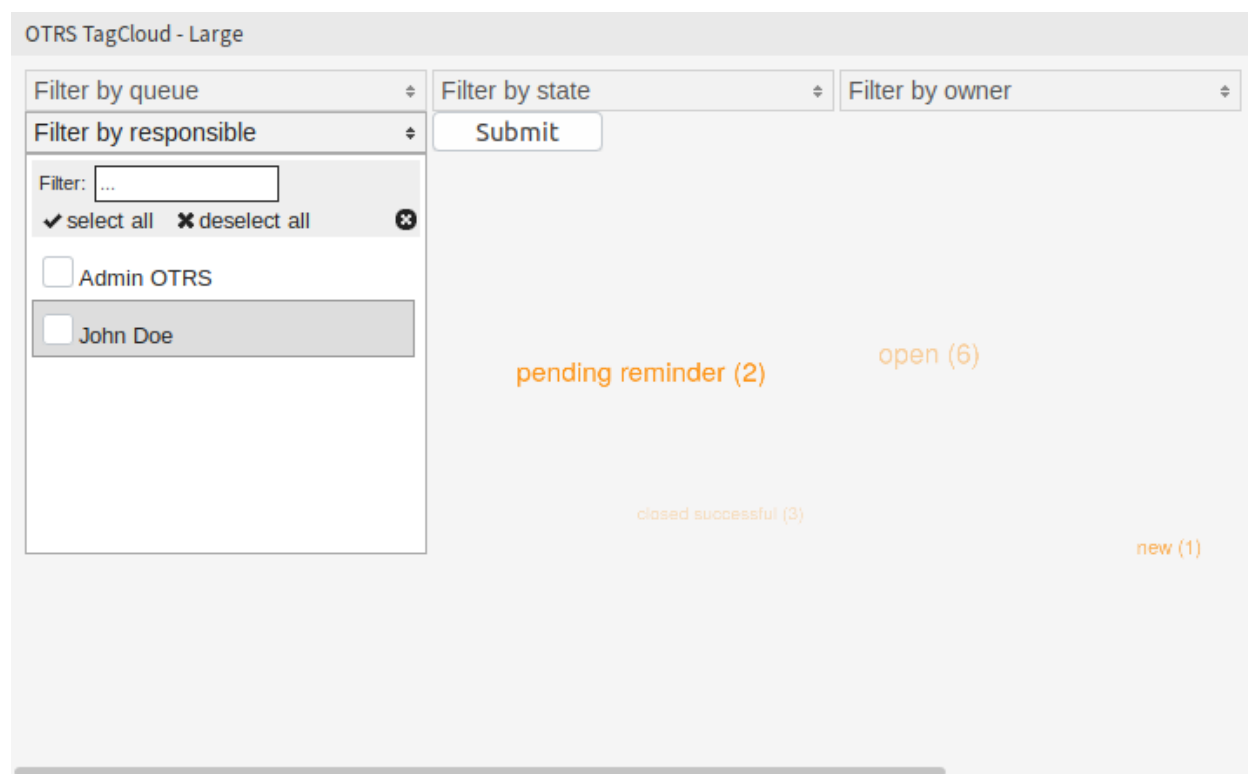 OTRS TagCloud - Large
Filter by queue Filter by state Filter by owner
Filter by responsible Submit
Filter: ...
select all deselect all
Admin OTRS
John Doe
open (6)
pending reminder (2)
closed successful (3)
new (1)